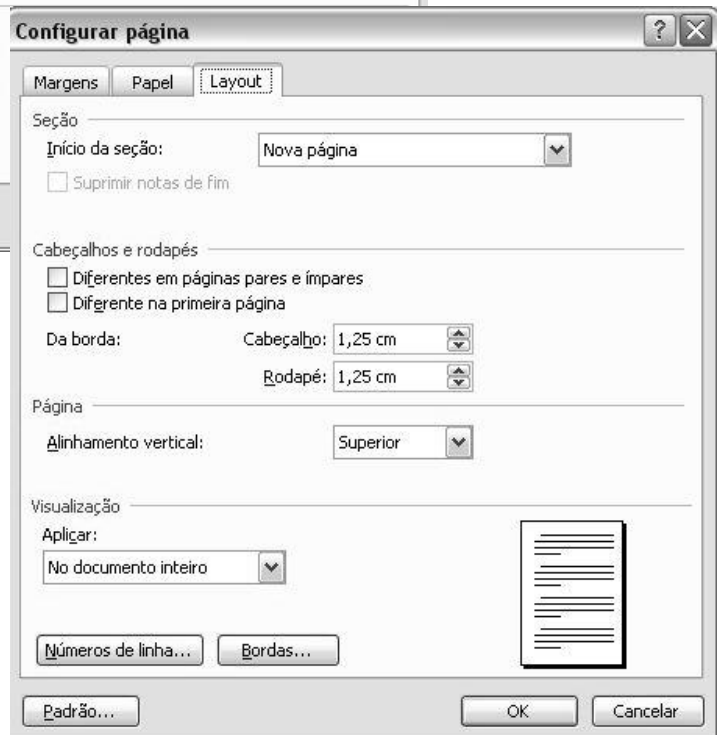 Configurar página
Margens Papel Layout
Seção
Início da seção: Nova página
Suprimir notas de fim
Cabeçalhos e rodapés
Diferentes em páginas pares e ímpares
Diferente na primeira página
Da borda: Cabeçalho: 1,25 cm
Rodapé: 1,25 cm
Página
Alinhamento vertical: Superior
Visualização
Aplicar:
No documento inteiro
Números de linha... Bordas...
Padrão... OK Cancelar